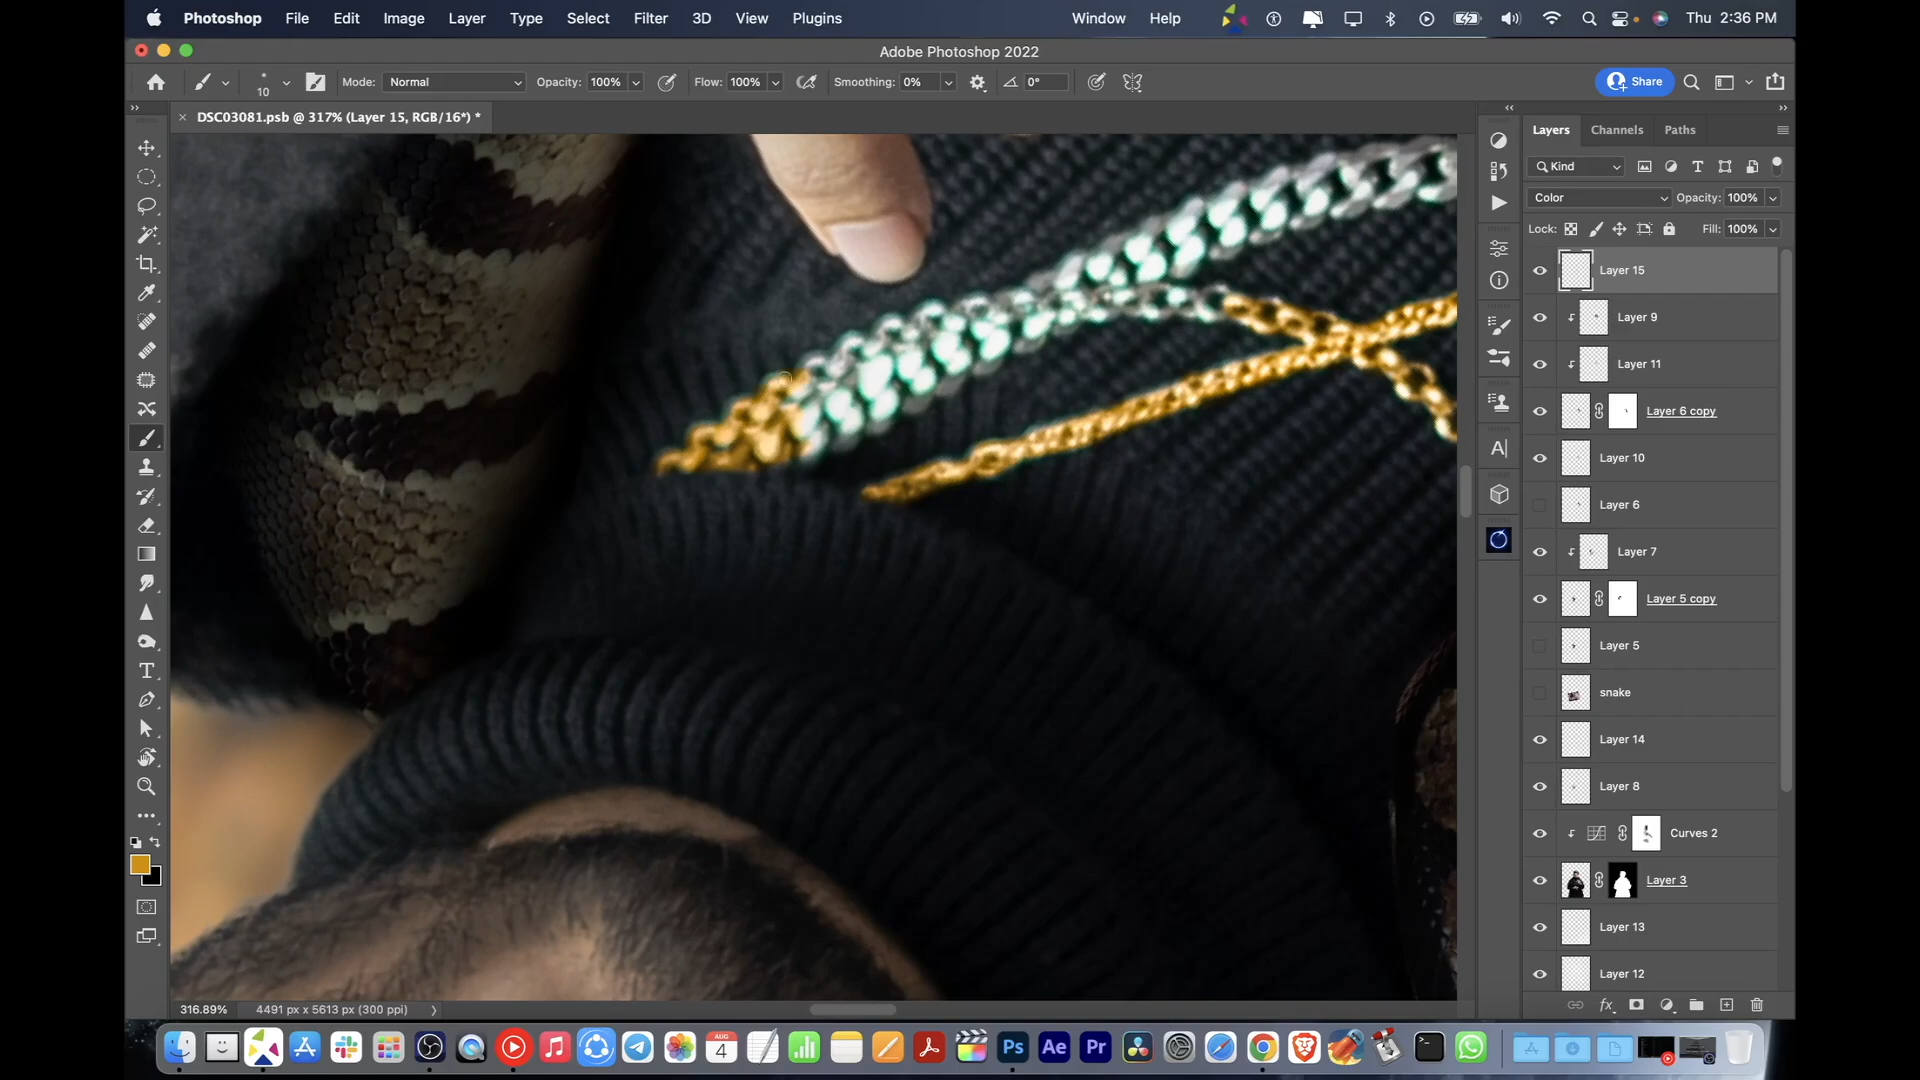 Photoshop File Edit Image Layer Type Select Filter 3D View Plugins Window Help Thu 2:36 PM
Adobe Photoshop 2022
10 Mode: Normal Opacity: 100% Flow: 100% Smoothing: 0% 0° Share
DSC03081.psb @ 317% (Layer 15, RGB/16*) *
Layers Channels Paths
Kind
Color Opacity: 100%
Lock: Fill: 100%
Layer 15
Layer 9
Layer 11
Layer 6 copy
Layer 10
Layer 6
Layer 7
Layer 5 copy
Layer 5
snake
Layer 14
Layer 8
Curves 2
Layer 3
Layer 13
Layer 12
316.89% 4491 px x 5613 px (300 ppi)
fx
AUG
4
Ps Ae Pr